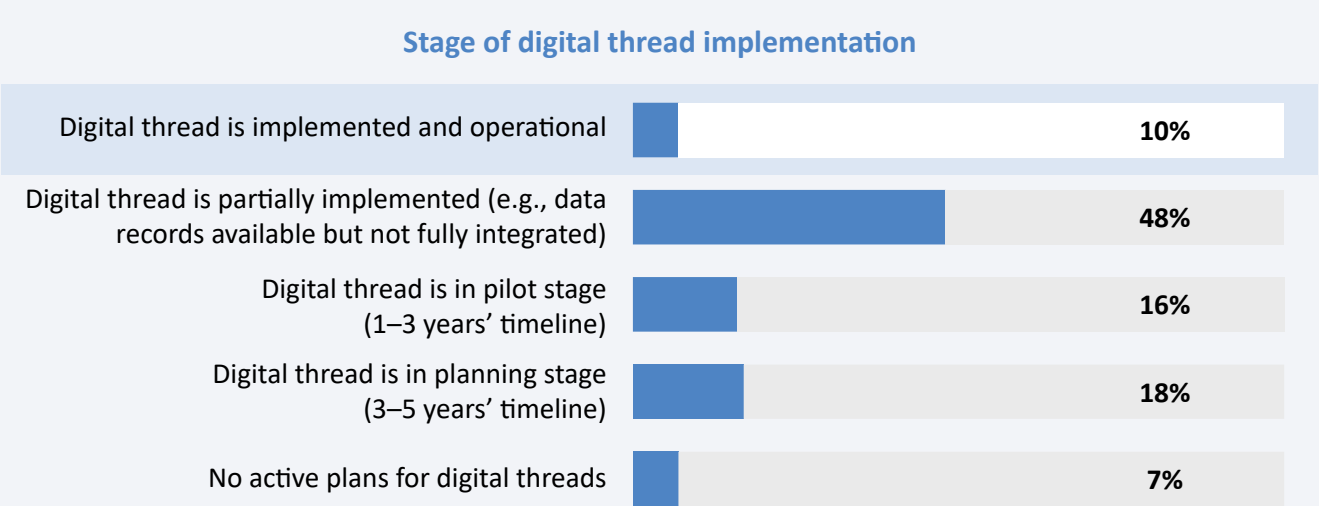 Stage of digital thread implementation
Digital thread is implemented and operational
10%
Digital thread is partially implemented (e.g., data
records available but not fully integrated)
48%
Digital thread is in pilot stage
(1–3 years’ timeline)
16%
Digital thread is in planning stage
(3–5 years’ timeline)
18%
No active plans for digital threads
7%